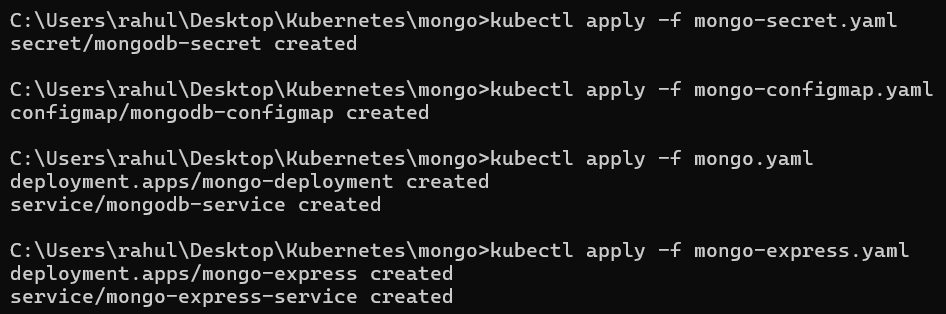 C:\Users\rahul\Desktop\Kubernetes\mongo>kubectl apply -f mongo-secret.yaml
secret/mongodb-secret created
C:\Users\rahul\Desktop\Kubernetes\mongo>kubectl apply -f mongo-configmap.yaml
configmap/mongodb-configmap created
C:\Users\rahul\Desktop\Kubernetes\mongo>kubectl apply -f mongo.yaml
deployment.apps/mongo-deployment created
service/mongodb-service created
C:\Users\rahul\Desktop\Kubernetes\mongo>kubectl apply -f mongo-express.yaml
deployment.apps/mongo-express created
service/mongo-express-service created